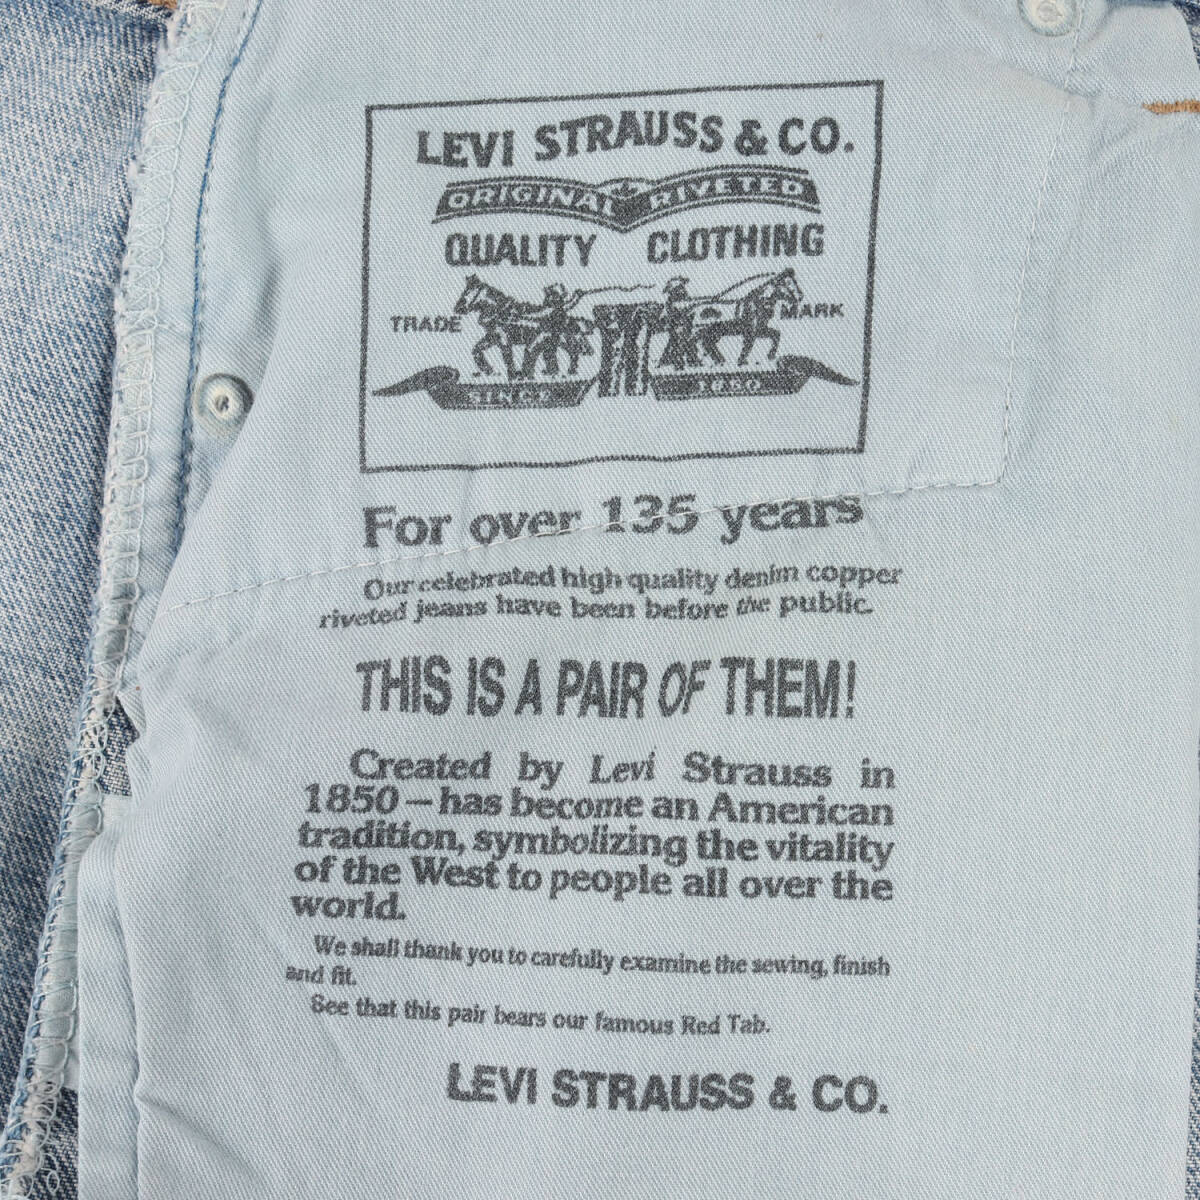 LEVI STRAUSS & CO.
ORIGINAL RIVETED
QUALITY CLOTHING
TRADE MARK
SINCE 1850
For over 135 years
Our celebrated high quality denim copper
riveted jeans have been before the public.
THIS IS A PAIR OF THEM!
Created by Levi Strauss in
1850 — has become an American
tradition, symbolizing the vitality
of the West to people all over the
world.
We shall thank you to carefully examine the sewing, finish
and fit.
See that this pair bears our famous Red Tab.
LEVI STRAUSS & CO.